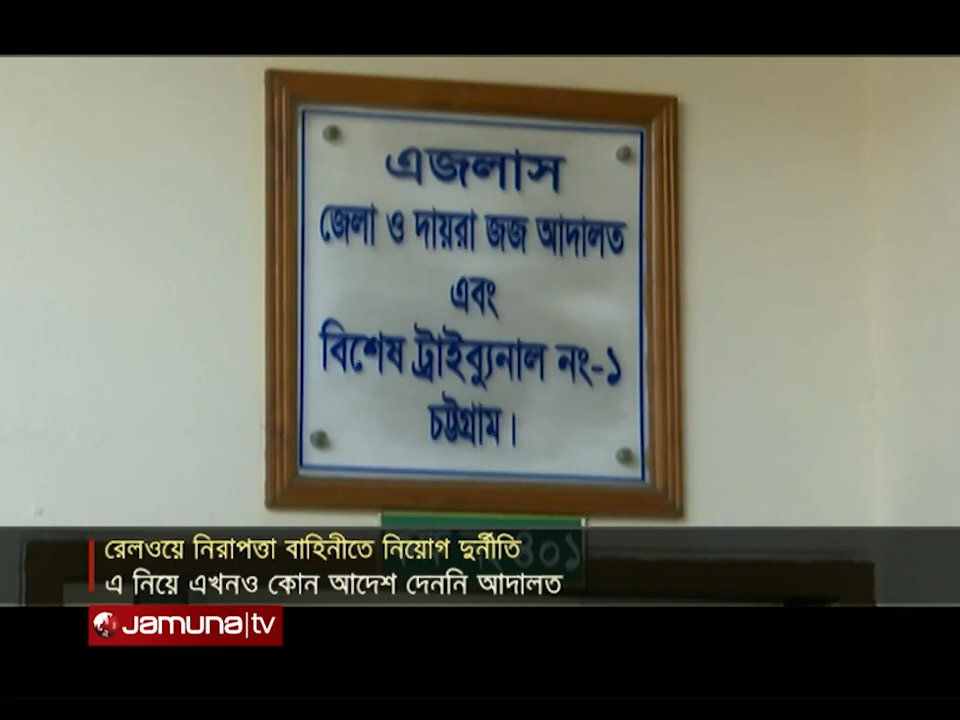 এজলাস
জেলা ও দায়রা জজ আদালত
এবং
বিশেষ ট্রাইব্যুনাল নং-১
চট্টগ্রাম।
রেলওয়ে নিরাপত্তা বাহিনীতে নিয়োগ দুর্নীতি
এ নিয়ে এখনও কোন আদেশ দেননি আদালত
Jamuna|tv